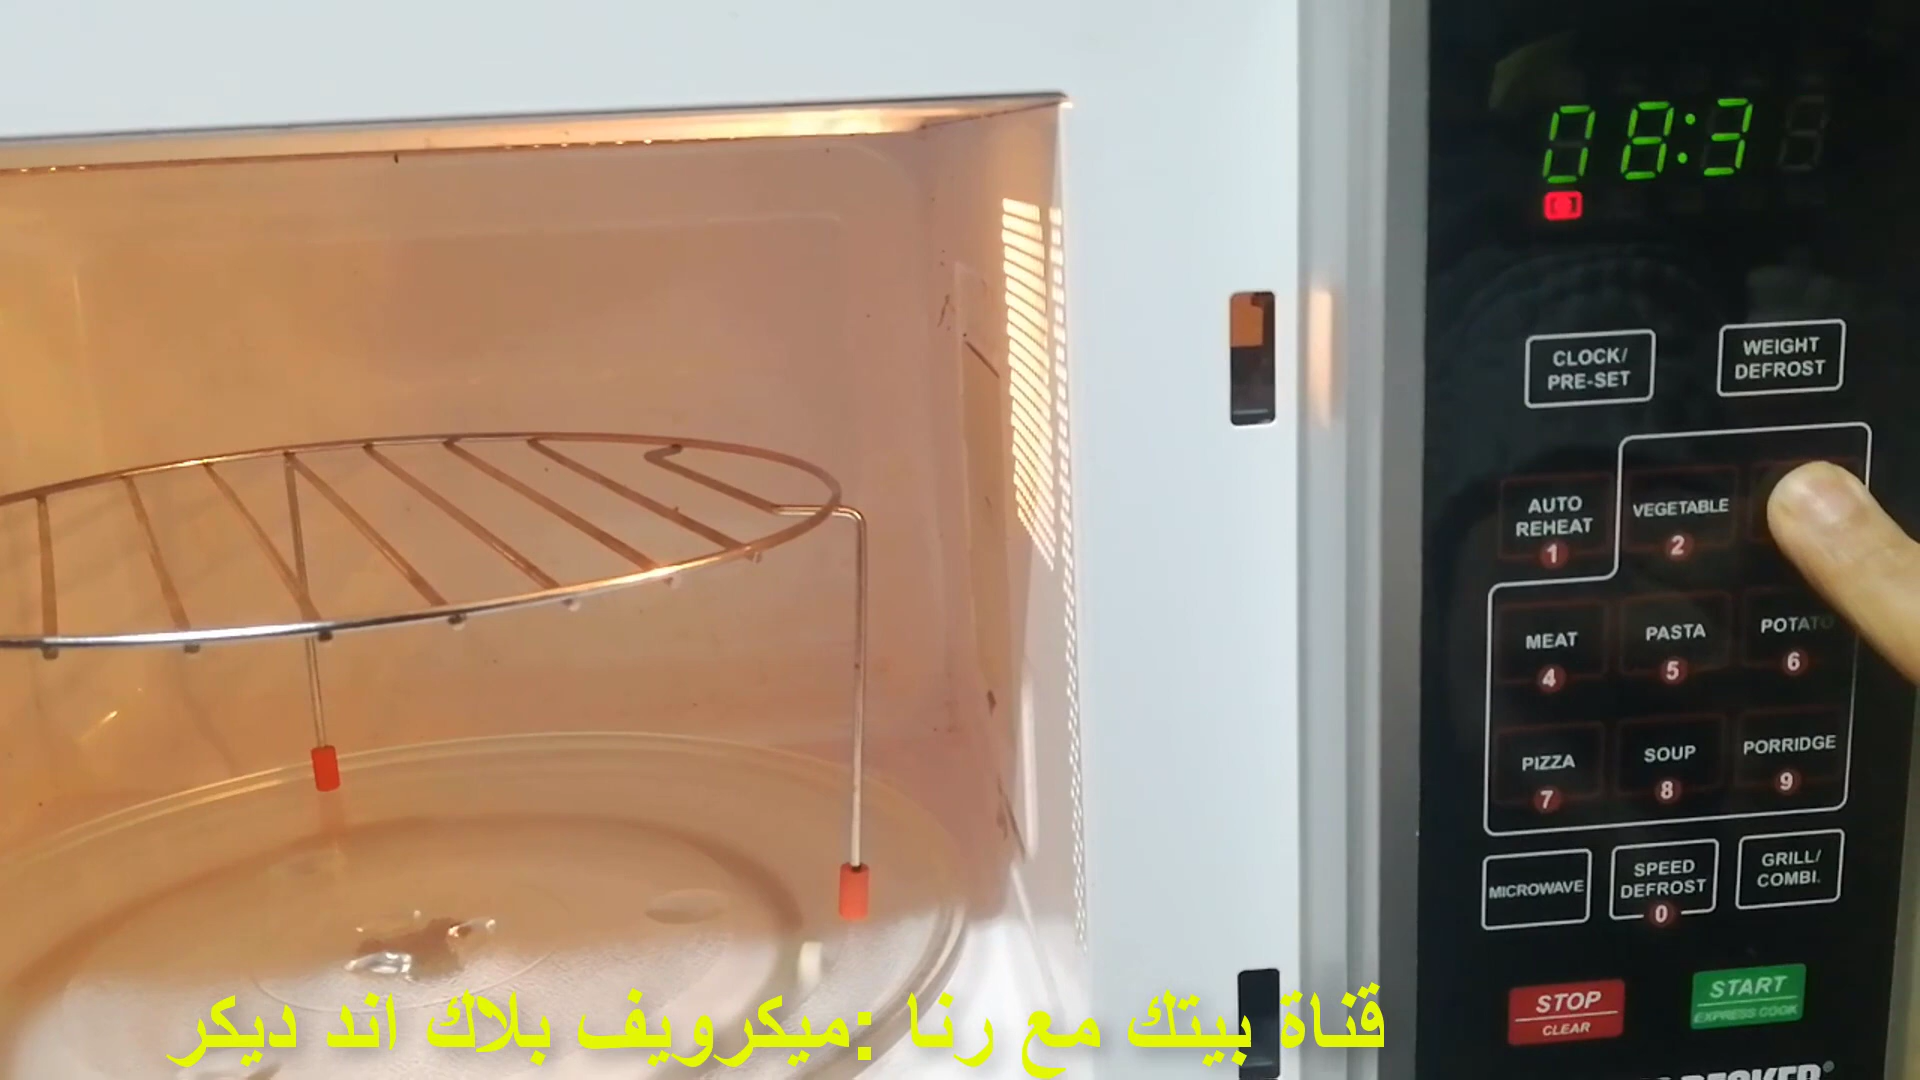 08:3
CLOCK/
PRE-SET
WEIGHT
DEFROST
AUTO
REHEAT
1
VEGETABLE
2
MEAT
4
PASTA
5
POTATO
6
PIZZA
7
SOUP
8
PORRIDGE
9
MICROWAVE
SPEED
DEFROST
0
GRILL/
COMBI.
STOP
CLEAR
START
EXPRESS COOK
قناة بيتك مع رنا :ميكرويف بلاك اند ديكر